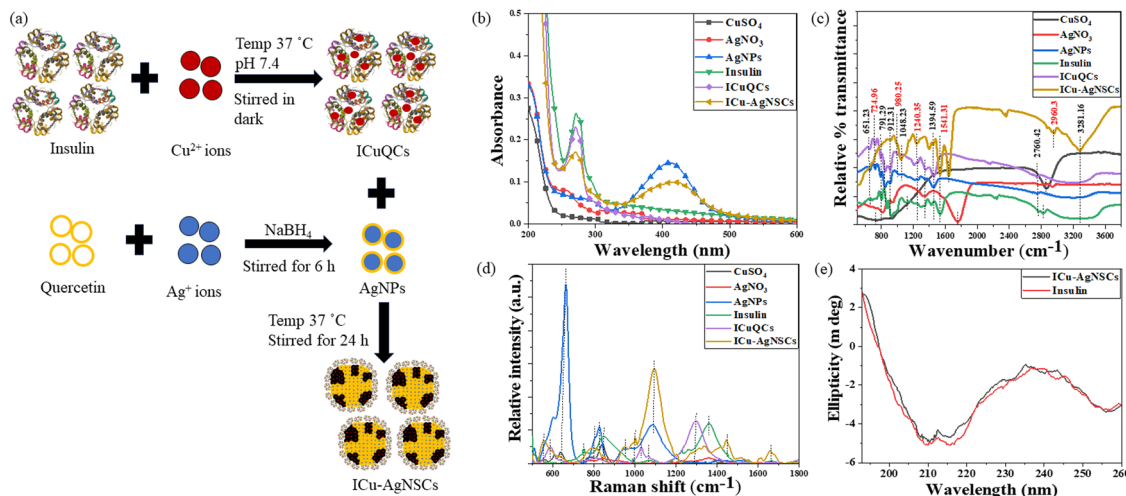 (a)
Insulin
Cu²⁺ ions
Temp 37 ˚C
pH 7.4
Stirred in
dark
ICuQCs
Quercetin
Ag⁺ ions
NaBH₄
Stirred for 6 h
AgNPs
Temp 37 ˚C
Stirred for 24 h
ICu-AgNSCs
(b)
Absorbance
0.5
0.4
0.3
0.2
0.1
0.0
200
300
400
500
600
Wavelength (nm)
CuSO₄
AgNO₃
AgNPs
Insulin
ICuQCs
ICu-AgNSCs
(c)
Relative % transmittance
651.23
724.96
791.29
912.31
980.25
1048.23
1240.35
1394.59
1541.31
2760.42
2960.3
3281.16
CuSO₄
AgNO₃
AgNPs
Insulin
ICuQCs
ICu-AgNSCs
600
1200
1800
2400
3000
3600
Wavenumber (cm⁻¹)
(d)
Relative intensity (a.u.)
CuSO₄
AgNO₃
AgNPs
Insulin
ICuQCs
ICu-AgNSCs
600
800
1000
1200
1400
1600
1800
Raman shift (cm⁻¹)
(e)
Ellipticity (m deg)
4
2
0
-2
-4
-6
ICu-AgNSCs
Insulin
200
210
220
230
240
250
260
Wavelength (nm)